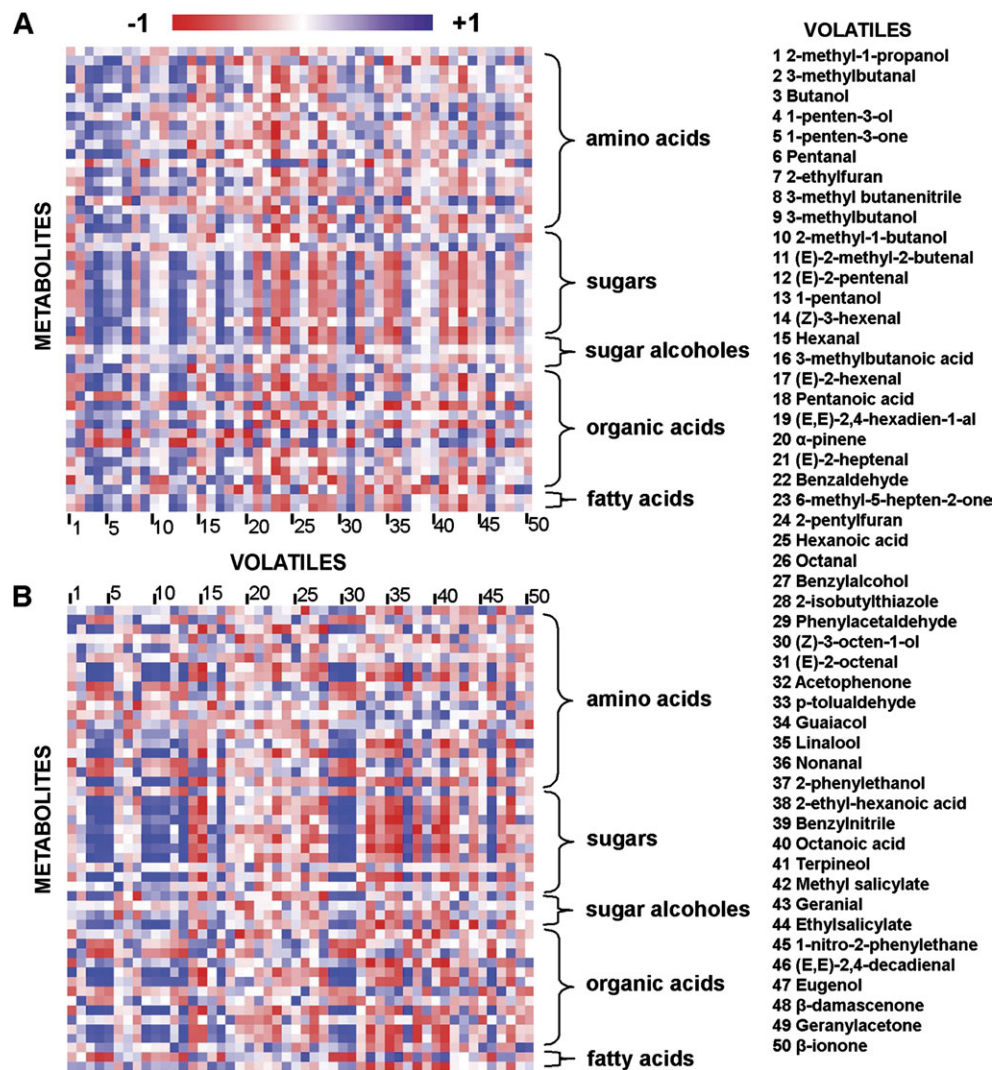 A
-1
+1
METABOLITES
amino acids
sugars
sugar alcoholes
organic acids
fatty acids
1 5 10 15 20 25 30 35 40 45 50
VOLATILES
B
1 5 10 15 20 25 30 35 40 45 50
METABOLITES
amino acids
sugars
sugar alcoholes
organic acids
fatty acids
VOLATILES
1 2-methyl-1-propanol
2 3-methylbutanal
3 Butanol
4 1-penten-3-ol
5 1-penten-3-one
6 Pentanal
7 2-ethylfuran
8 3-methyl butanenitrile
9 3-methylbutanol
10 2-methyl-1-butanol
11 (E)-2-methyl-2-butenal
12 (E)-2-pentenal
13 1-pentanol
14 (Z)-3-hexenal
15 Hexanal
16 3-methylbutanoic acid
17 (E)-2-hexenal
18 Pentanoic acid
19 (E,E)-2,4-hexadien-1-al
20 α-pinene
21 (E)-2-heptenal
22 Benzaldehyde
23 6-methyl-5-hepten-2-one
24 2-pentylfuran
25 Hexanoic acid
26 Octanal
27 Benzylalcohol
28 2-isobutylthiazole
29 Phenylacetaldehyde
30 (Z)-3-octen-1-ol
31 (E)-2-octenal
32 Acetophenone
33 p-tolualdehyde
34 Guaiacol
35 Linalool
36 Nonanal
37 2-phenylethanol
38 2-ethyl-hexanoic acid
39 Benzylnitrile
40 Octanoic acid
41 Terpineol
42 Methyl salicylate
43 Geranial
44 Ethylsalicylate
45 1-nitro-2-phenylethane
46 (E,E)-2,4-decadienal
47 Eugenol
48 β-damascenone
49 Geranylacetone
50 β-ionone